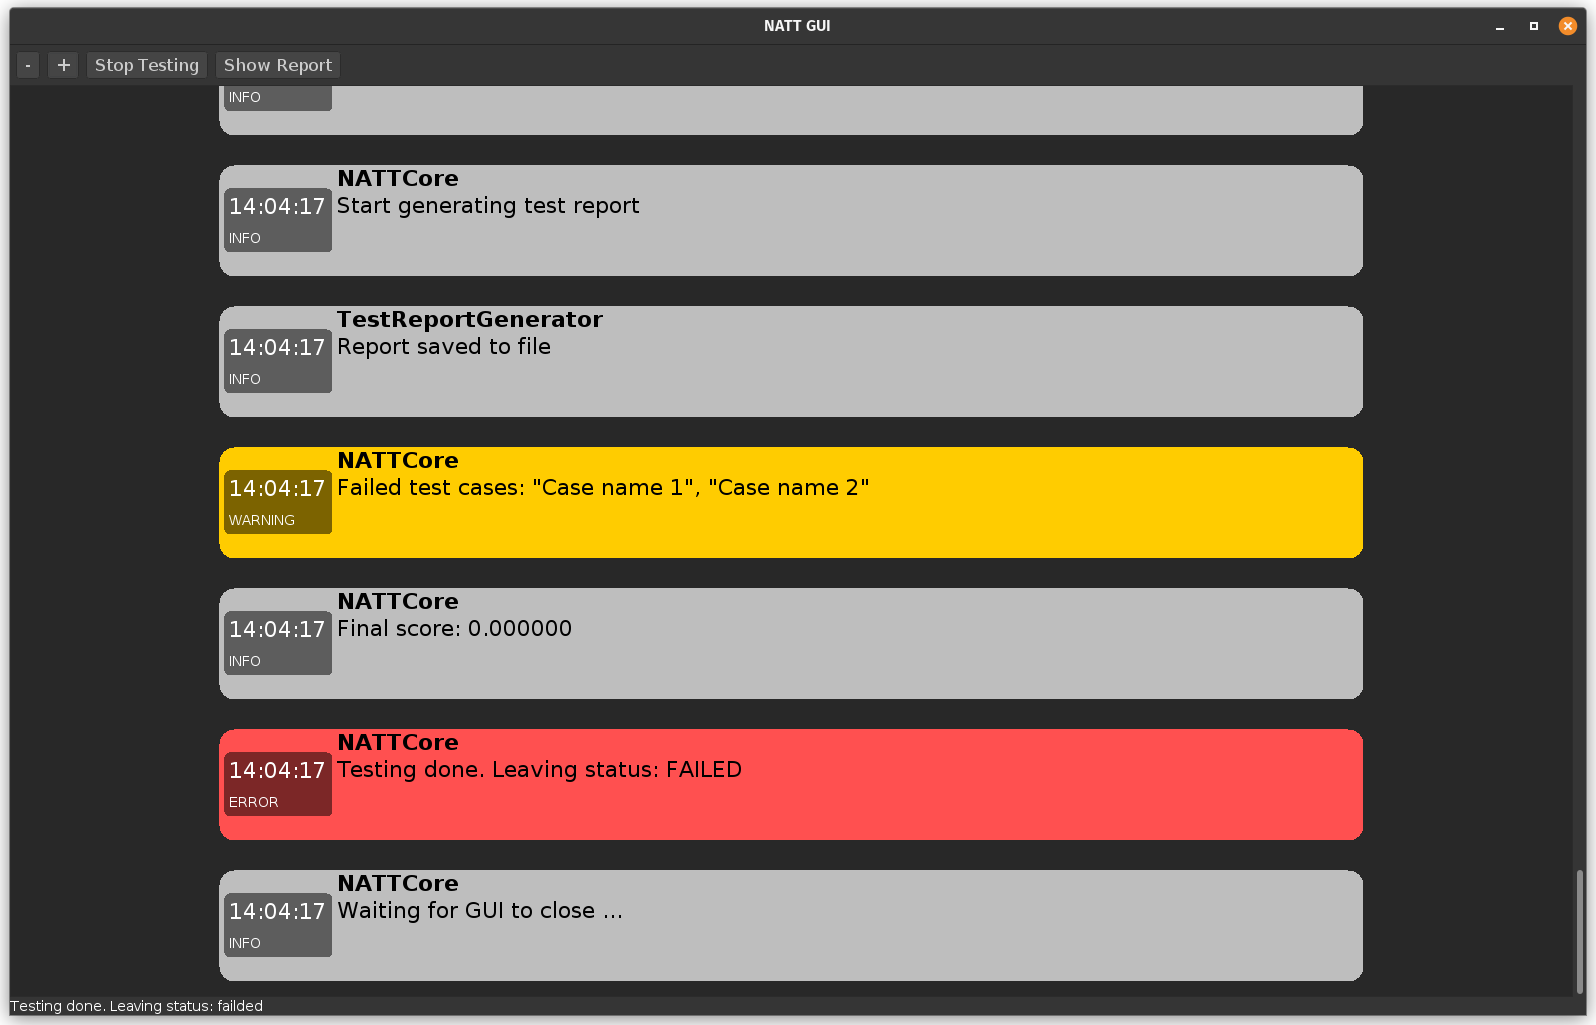 NATT GUI
- + Stop Testing Show Report
INFO
NATTCore
14:04:17 Start generating test report
INFO
TestReportGenerator
14:04:17 Report saved to file
INFO
NATTCore
14:04:17 Failed test cases: "Case name 1", "Case name 2"
WARNING
NATTCore
14:04:17 Final score: 0.000000
INFO
NATTCore
14:04:17 Testing done. Leaving status: FAILED
ERROR
NATTCore
14:04:17 Waiting for GUI to close ...
INFO
Testing done. Leaving status: failded